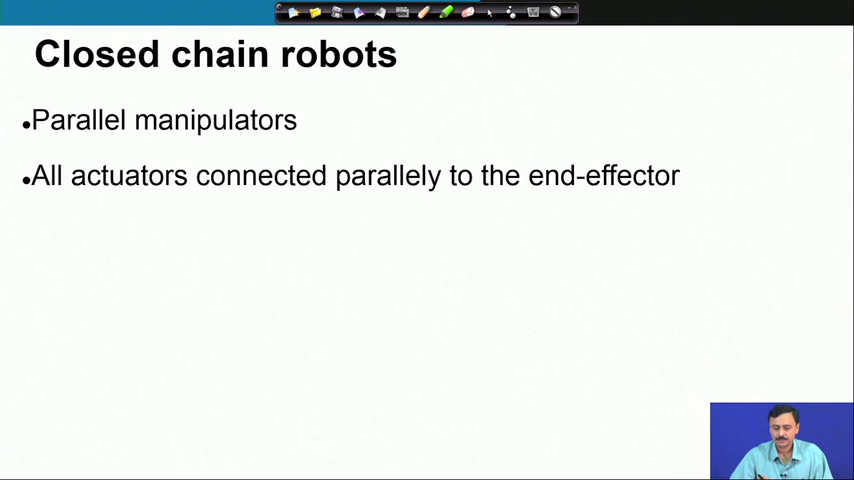 Closed chain robots
•Parallel manipulators
•All actuators connected parallely to the end-effector